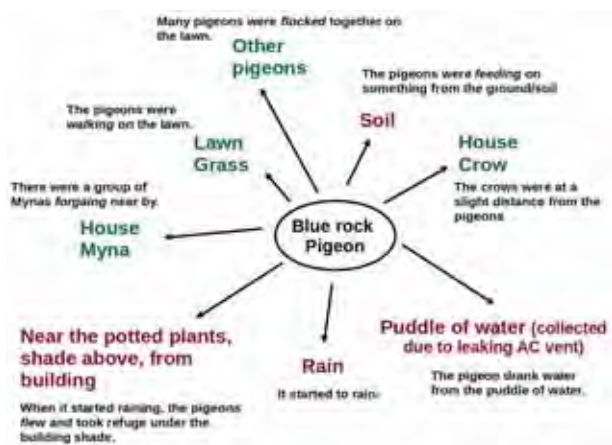 Many pigeons were flocked together on
the lawn.
Other
pigeons
The pigeons were feeding on
something from the ground/soil
Soil
The pigeons were
walking on the lawn.
Lawn
Grass
House
Crow
The crows were at a
slight distance from the
pigeons
There were a group of
Mynas forgaing near by.
House
Myna
Blue rock
Pigeon
Near the potted plants,
shade above, from
building
When it started raining, the pigeons
flew and took refuge under the
building shade.
Rain
It started to rain.
Puddle of water (collected
due to leaking AC vent)
The pigeon drank water
from the puddle of water.